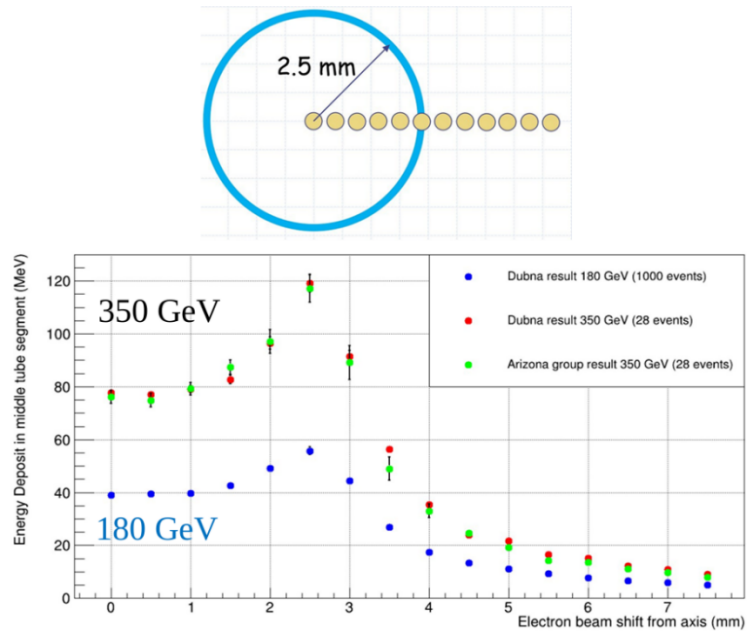 2.5 mm
Energy Deposit in middle tube segment (MeV)
120
100
80
60
40
20
0
350 GeV
180 GeV
Dubna result 180 GeV (1000 events)
Dubna result 350 GeV (28 events)
Arizona group result 350 GeV (28 events)
0 1 2 3 4 5 6 7
Electron beam shift from axis (mm)